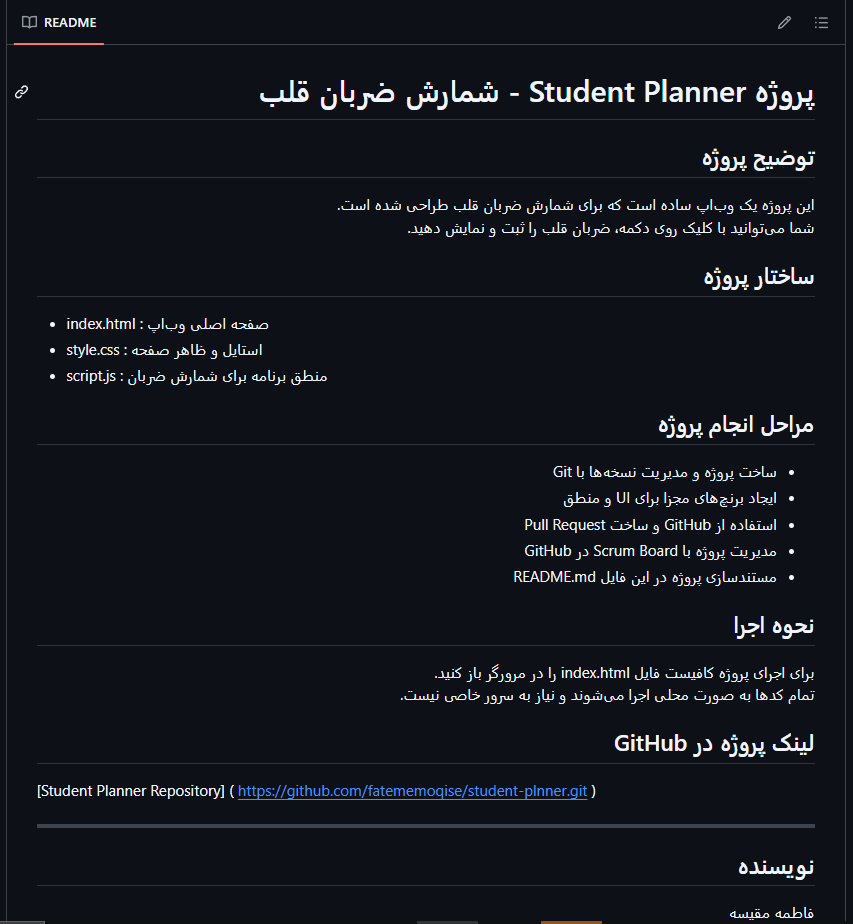 README
پروژه Student Planner - شمارش ضربان قلب
توضیح پروژه
این پروژه یک وب‌اپ ساده است که برای شمارش ضربان قلب طراحی شده است.
شما می‌توانید با کلیک روی دکمه، ضربان قلب را ثبت و نمایش دهید.
ساختار پروژه
index.html : صفحه اصلی وب‌اپ
style.css : استایل و ظاهر صفحه
script.js : منطق برنامه برای شمارش ضربان
مراحل انجام پروژه
ساخت پروژه و مدیریت نسخه‌ها با Git
ایجاد برنچ‌های مجزا برای UI و منطق
استفاده از GitHub و ساخت Pull Request
مدیریت پروژه با Scrum Board در GitHub
مستندسازی پروژه در این فایل README.md
نحوه اجرا
برای اجرای پروژه کافیست فایل index.html را در مرورگر باز کنید.
تمام کدها به صورت محلی اجرا می‌شوند و نیاز به سرور خاصی نیست.
لینک پروژه در GitHub
[Student Planner Repository] ( https://github.com/fatememoqise/student-plnner.git )
نویسنده
فاطمه مقیسه